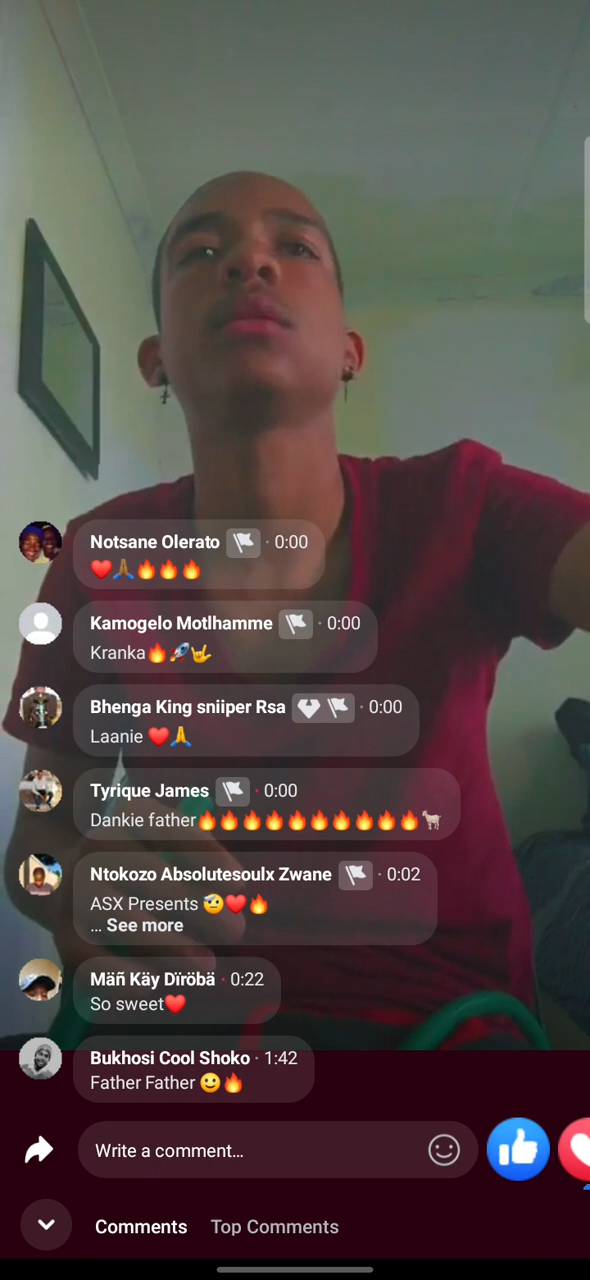 Notsane Olerato · 0:00
❤️🙏🏾🔥🔥🔥
Kamogelo Motlhamme · 0:00
Kranka🔥🚀🤟
Bhenga King sniiper Rsa · 0:00
Laanie ❤️🙏
Tyrique James · 0:00
Dankie father🔥🔥🔥🔥🔥🔥🔥🔥🔥🔥🐐
Ntokozo Absolutesoulx Zwane · 0:02
ASX Presents 🤕❤️🔥
... See more
Mäñ Käy Dïröbä · 0:22
So sweet❤️
Bukhosi Cool Shoko · 1:42
Father Father 🙂🔥
Write a comment...
Comments Top Comments